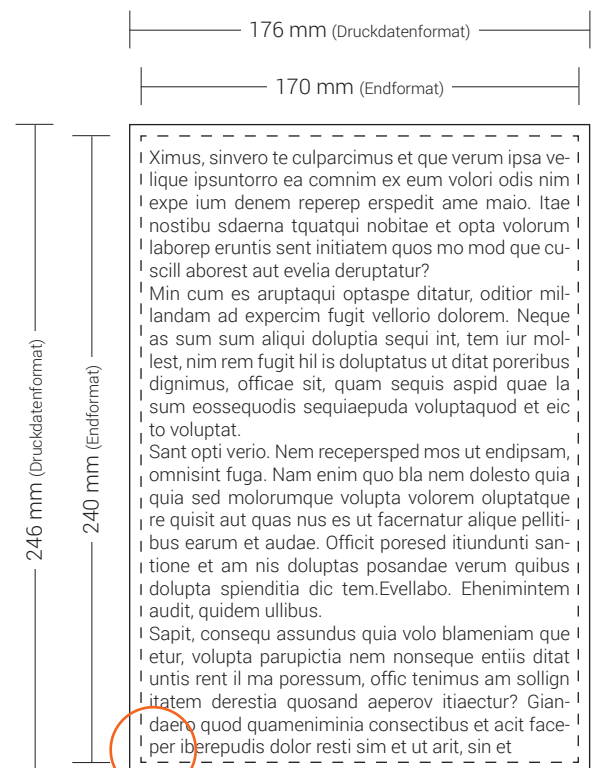 176 mm (Druckdatenformat)
170 mm (Endformat)
246 mm (Druckdatenformat)
240 mm (Endformat)
Ximus, sinvero te culparcimus et que verum ipsa ve-
lique ipsuntorro ea comnim ex eum volori odis nim
expe ium denem reperep erspedit ame maio. Itae
nostibu sdaerna tquatqui nobitae et opta volorum
laborep eruntis sent initiatem quos mo mod que cu-
scill aborest aut evelia deruptatur?
Min cum es aruptaqui optaspe ditatur, oditior mil-
landam ad expercim fugit vellorio dolorem. Neque
as sum sum aliqui doluptia sequi int, tem iur mol-
lest, nim rem fugit hil is doluptatus ut ditat poreribus
dignimus, officae sit, quam sequis aspid quae la
sum eossequodis sequiaepuda voluptaquod et eic
to voluptat.
Sant opti verio. Nem recepersped mos ut endipsam,
omnisint fuga. Nam enim quo bla nem dolesto quia
quia sed molorumque volupta volorem oluptatque
re quisit aut quas nus es ut facernatur alique pelliti-
bus earum et audae. Officit poresed itiundunti san-
tione et am nis doluptas posandae verum quibus
dolupta spienditia dic tem.Evellabo. Ehenimintem
audit, quidem ullibus.
Sapit, consequ assundus quia volo blameniam que
etur, volupta parupictia nem nonseque entiis ditat
untis rent il ma poressum, offic tenimus am sollign
itatem derestia quosand aeperov itiaectur? Gian-
daero quod quameniminia consectibus et acit face-
per iberepudis dolor resti sim et ut arit, sin et